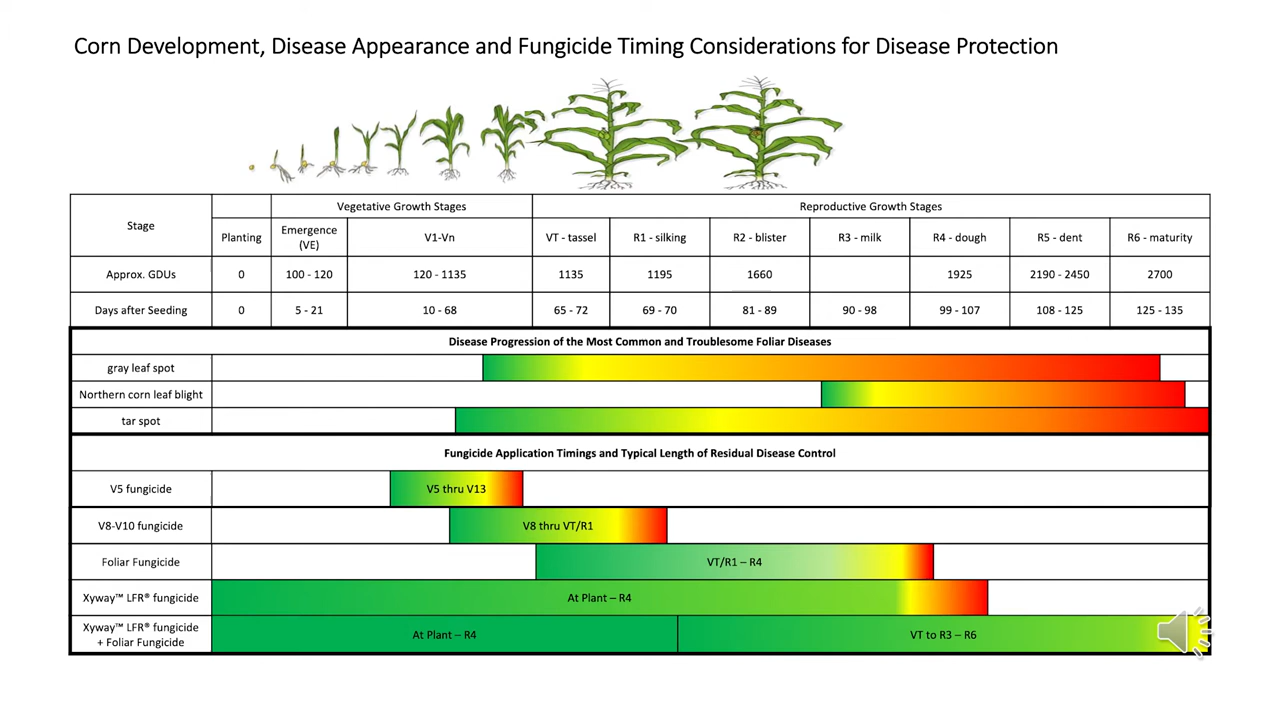 Corn Development, Disease Appearance and Fungicide Timing Considerations for Disease Protection
Stage
Vegetative Growth Stages
Reproductive Growth Stages
Planting
Emergence
(VE)
V1-Vn
VT - tassel
R1 - silking
R2 - blister
R3 - milk
R4 - dough
R5 - dent
R6 - maturity
Approx. GDUs
0
100 - 120
120 - 1135
1135
1195
1660
1925
2190 - 2450
2700
Days after Seeding
0
5 - 21
10 - 68
65 - 72
69 - 70
81 - 89
90 - 98
99 - 107
108 - 125
125 - 135
Disease Progression of the Most Common and Troublesome Foliar Diseases
gray leaf spot
Northern corn leaf blight
tar spot
Fungicide Application Timings and Typical Length of Residual Disease Control
V5 fungicide
V5 thru V13
V8-V10 fungicide
V8 thru VT/R1
Foliar Fungicide
VT/R1 – R4
Xyway™ LFR® fungicide
At Plant – R4
Xyway™ LFR® fungicide
+ Foliar Fungicide
At Plant – R4
VT to R3 – R6